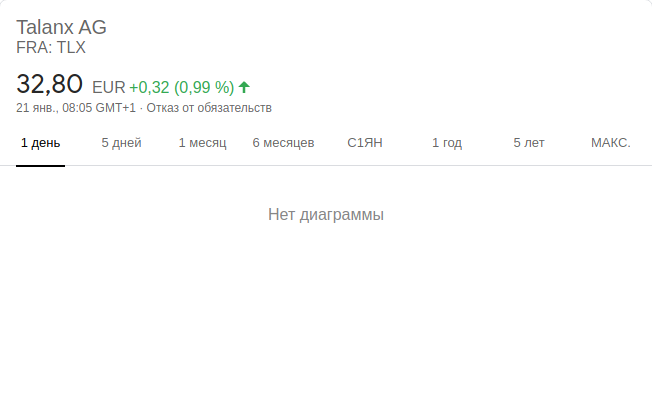 Talanx AG
FRA: TLX
32,80 EUR +0,32 (0,99 %)
21 янв., 08:05 GMT+1 · Отказ от обязательств
1 день 5 дней 1 месяц 6 месяцев С1ЯН 1 год 5 лет МАКС.
Нет диаграммы